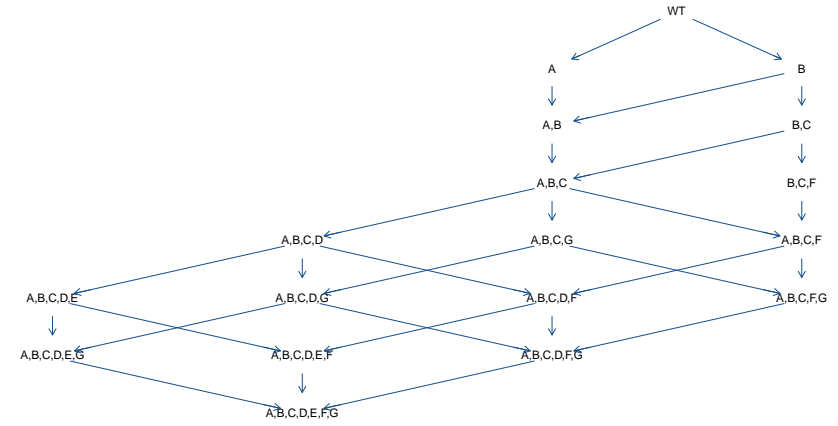 WT
A
B
A,B
B,C
A,B,C
B,C,F
A,B,C,D
A,B,C,G
A,B,C,F
A,B,C,D,E
A,B,C,D,G
A,B,C,D,F
A,B,C,F,G
A,B,C,D,E,G
A,B,C,D,E,F
A,B,C,D,F,G
A,B,C,D,E,F,G